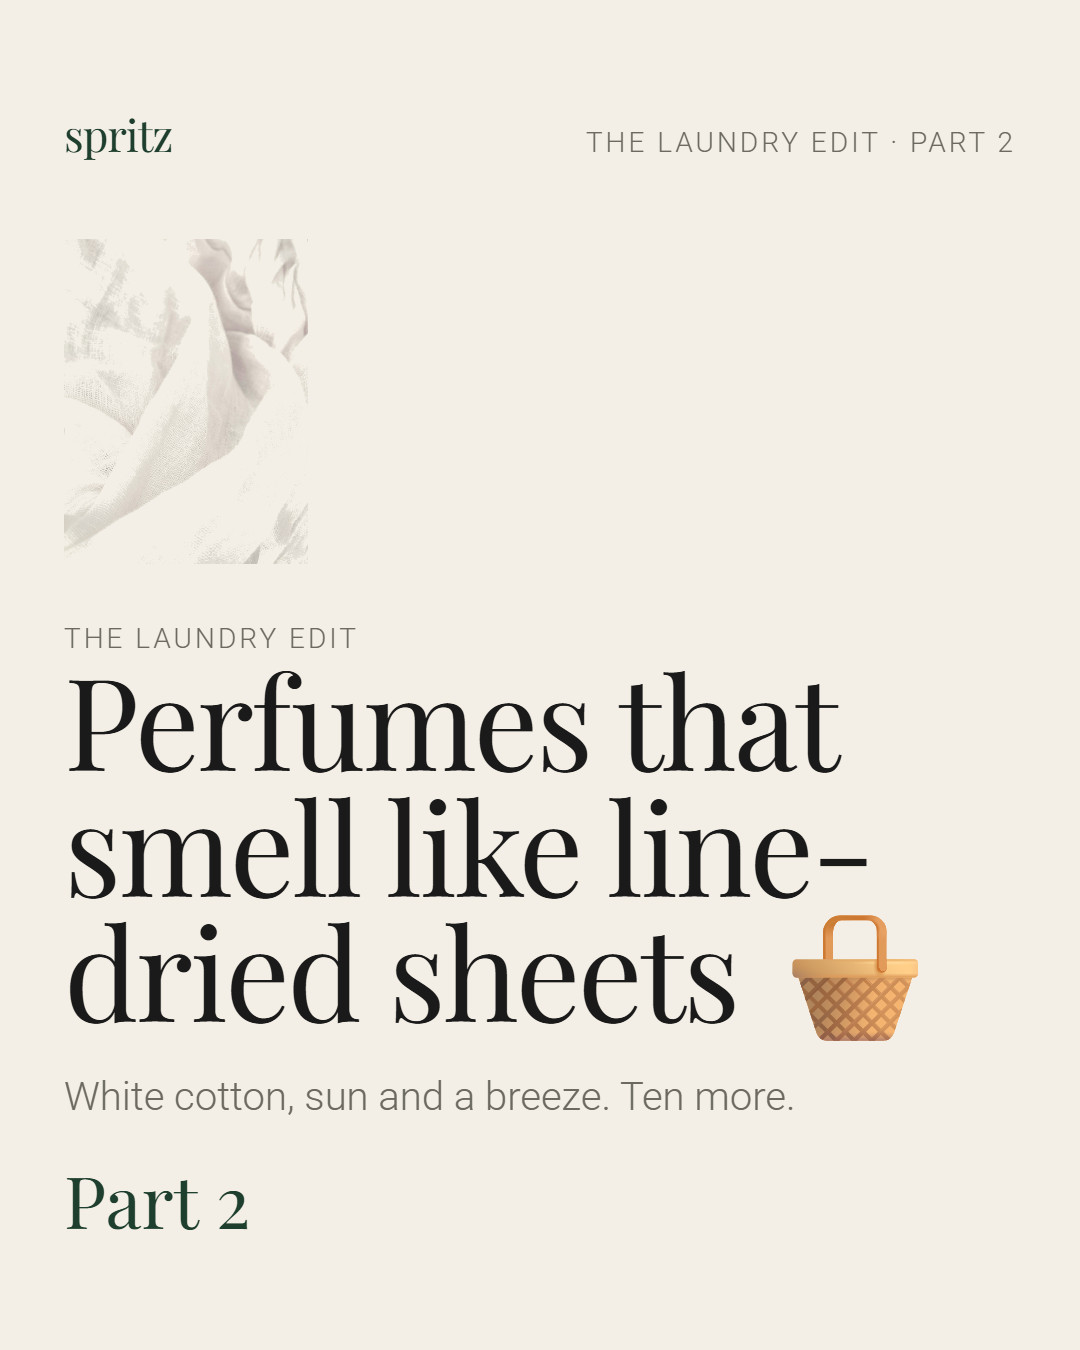 spritz
THE LAUNDRY EDIT · PART 2
THE LAUNDRY EDIT
Perfumes that
smell like line-
dried sheets
White cotton, sun and a breeze. Ten more.
Part 2